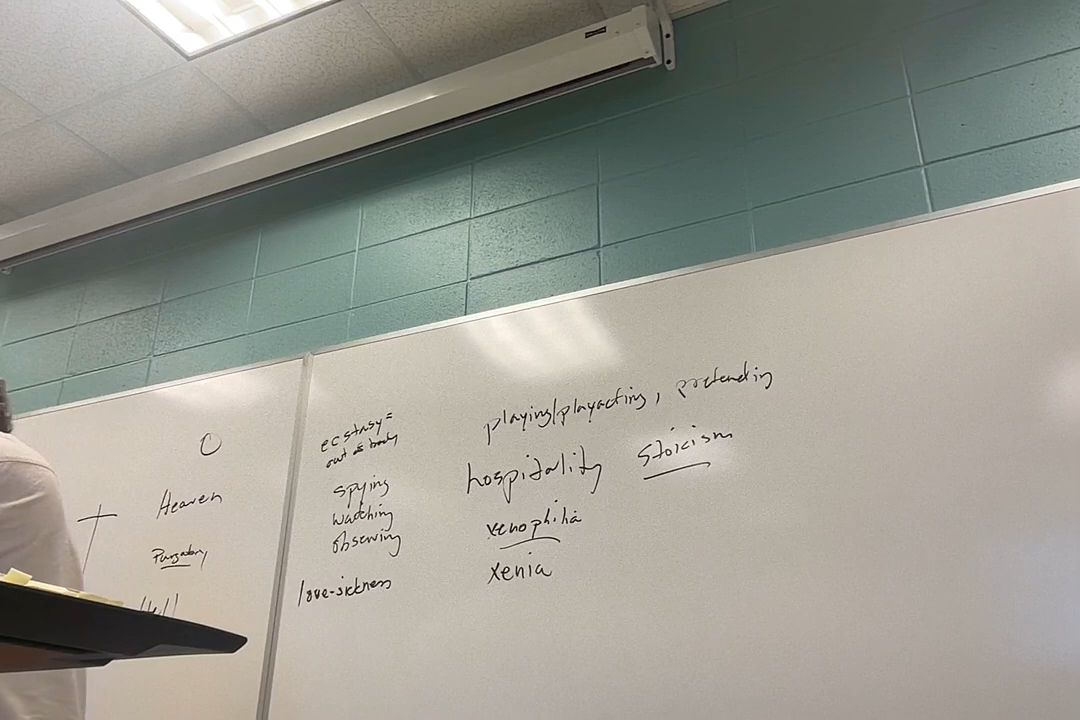 Heaven
Purgatory
Hell
ecstasy =
out of body
spying
watching
observing
love-sickness
playing/playacting, pretending
hospitality stoicism
xenophilia
xenia